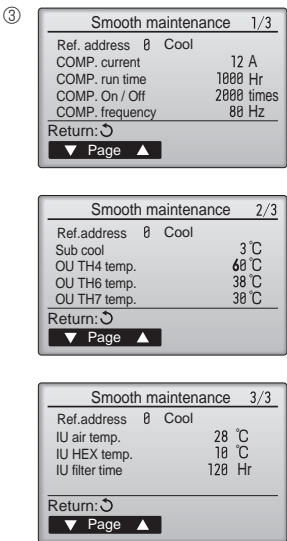 ③
Smooth maintenance 1/3
Ref. address 0 Cool
COMP. current 12 A
COMP. run time 1000 Hr
COMP. On / Off 2000 times
COMP. frequency 80 Hz
Return:
▼ Page ▲
Smooth maintenance 2/3
Ref.address 0 Cool
Sub cool 3 ℃
OU TH4 temp. 60 ℃
OU TH6 temp. 38 ℃
OU TH7 temp. 30 ℃
Return:
▼ Page ▲
Smooth maintenance 3/3
Ref.address 0 Cool
IU air temp. 28 ℃
IU HEX temp. 10 ℃
IU filter time 120 Hr
Return:
▼ Page ▲